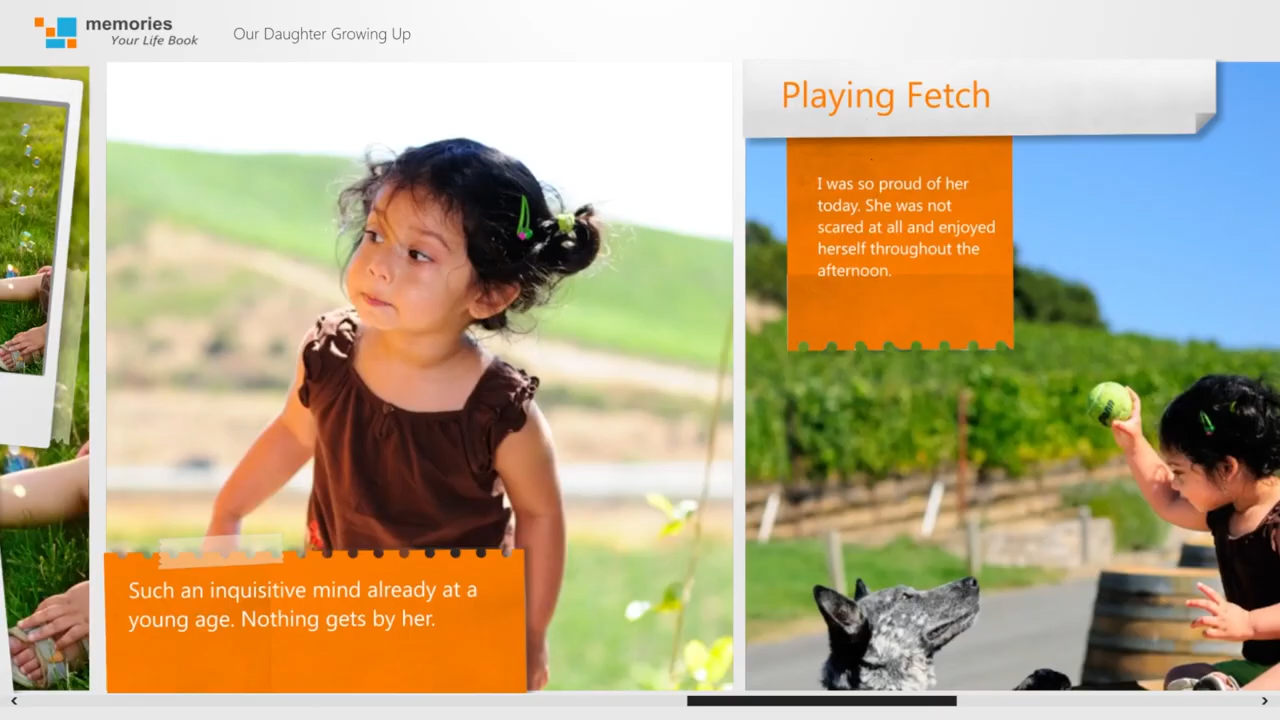 memories
Your Life Book
Our Daughter Growing Up
Such an inquisitive mind already at a
young age. Nothing gets by her.
Playing Fetch
I was so proud of her
today. She was not
scared at all and enjoyed
herself throughout the
afternoon.